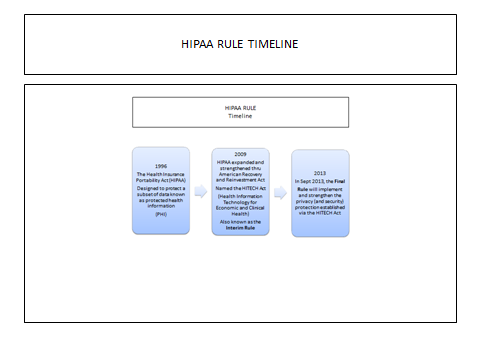 HIPAA RULE TIMELINE
HIPAA RULE
Timeline
1996
The Health Insurance
Portability Act (HIPAA)
Designed to protect a
subset of data known
as protected health
information
(PHI)
2009
HIPAA expanded and
strengthened thru
American Recovery
and Reinvestment Act
Named the HITECH Act
(Health Information
Technology for
Economic and Clinical
Health)
Also known as the
Interim Rule
2013
In Sept 2013, the Final
Rule will implement
and strengthen the
privacy (and security)
protection established
via the HITECH Act